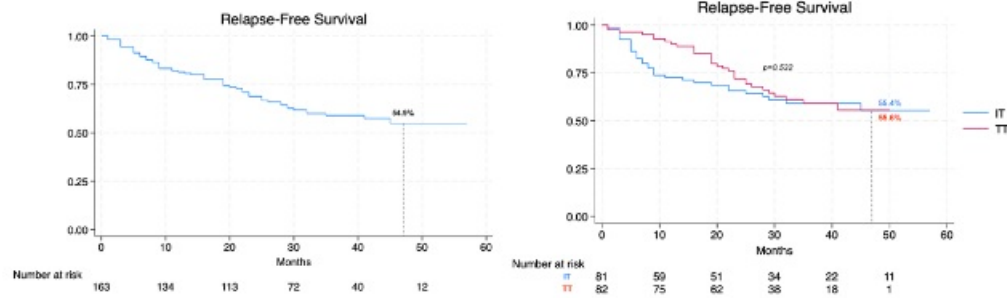 Relapse-Free Survival
1.00
0.75
0.50
0.25
0.00
54.5%
0 10 20 30 40 50 60
Months
Number at risk
163 134 113 72 40 12
Relapse-Free Survival
1.00
0.75
0.50
0.25
0.00
p=0.522
55.4%
55.6%
IT
TT
0 10 20 30 40 50 60
Months
Number at risk
IT 81 59 51 34 22 11
TT 82 75 62 38 18 1